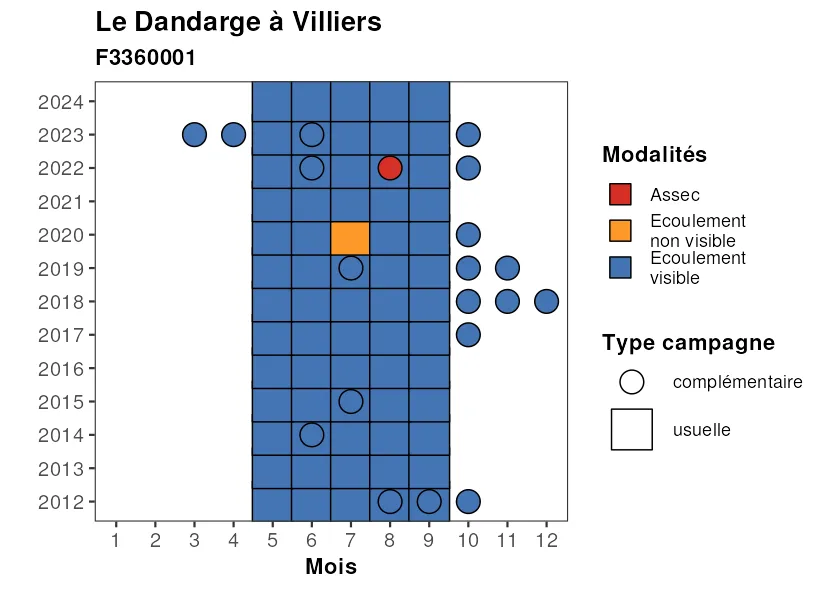 Le Dandarge à Villiers
F3360001
2024
2023
2022
2021
2020
2019
2018
2017
2016
2015
2014
2013
2012
1 2 3 4 5 6 7 8 9 10 11 12
Mois
Modalités
Assec
Ecoulement
non visible
Ecoulement
visible
Type campagne
complémentaire
usuelle